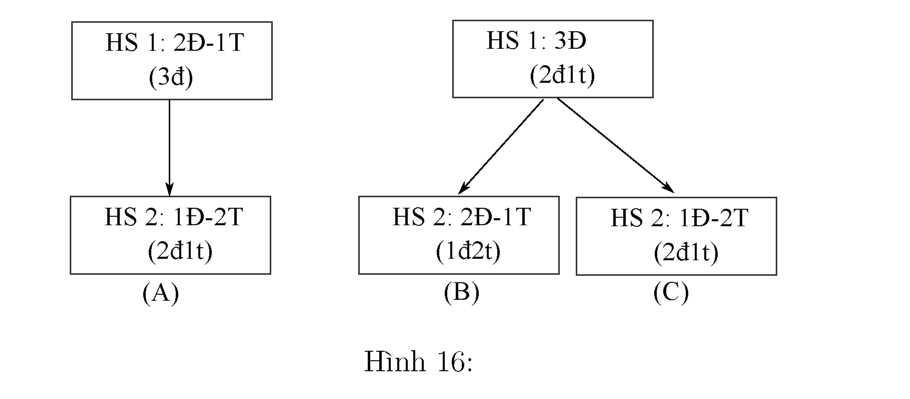 HS 1: 2Đ-1T
(3đ)
HS 2: 1Đ-2T
(2đ1t)
(A)
HS 1: 3Đ
(2đ1t)
HS 2: 2Đ-1T
(1đ2t)
(B)
HS 2: 1Đ-2T
(2đ1t)
(C)
Hình 16: